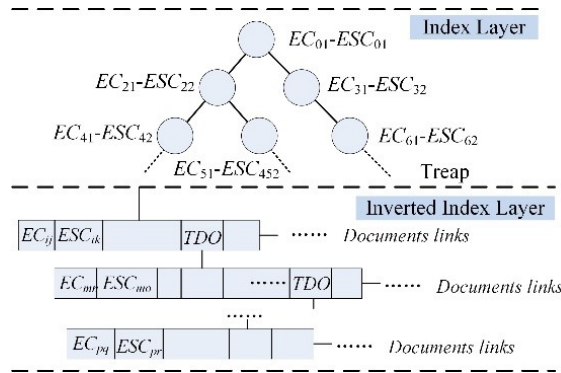 Index Layer
EC01-ESC01
EC21-ESC22
EC31-ESC32
EC41-ESC42
EC61-ESC62
EC51-ESC452
Treap
Inverted Index Layer
ECij ESCik TDO …… Documents links
ECmn ESCmo …… TDO …… Documents links
……
ECpq ESCpr …… Documents links